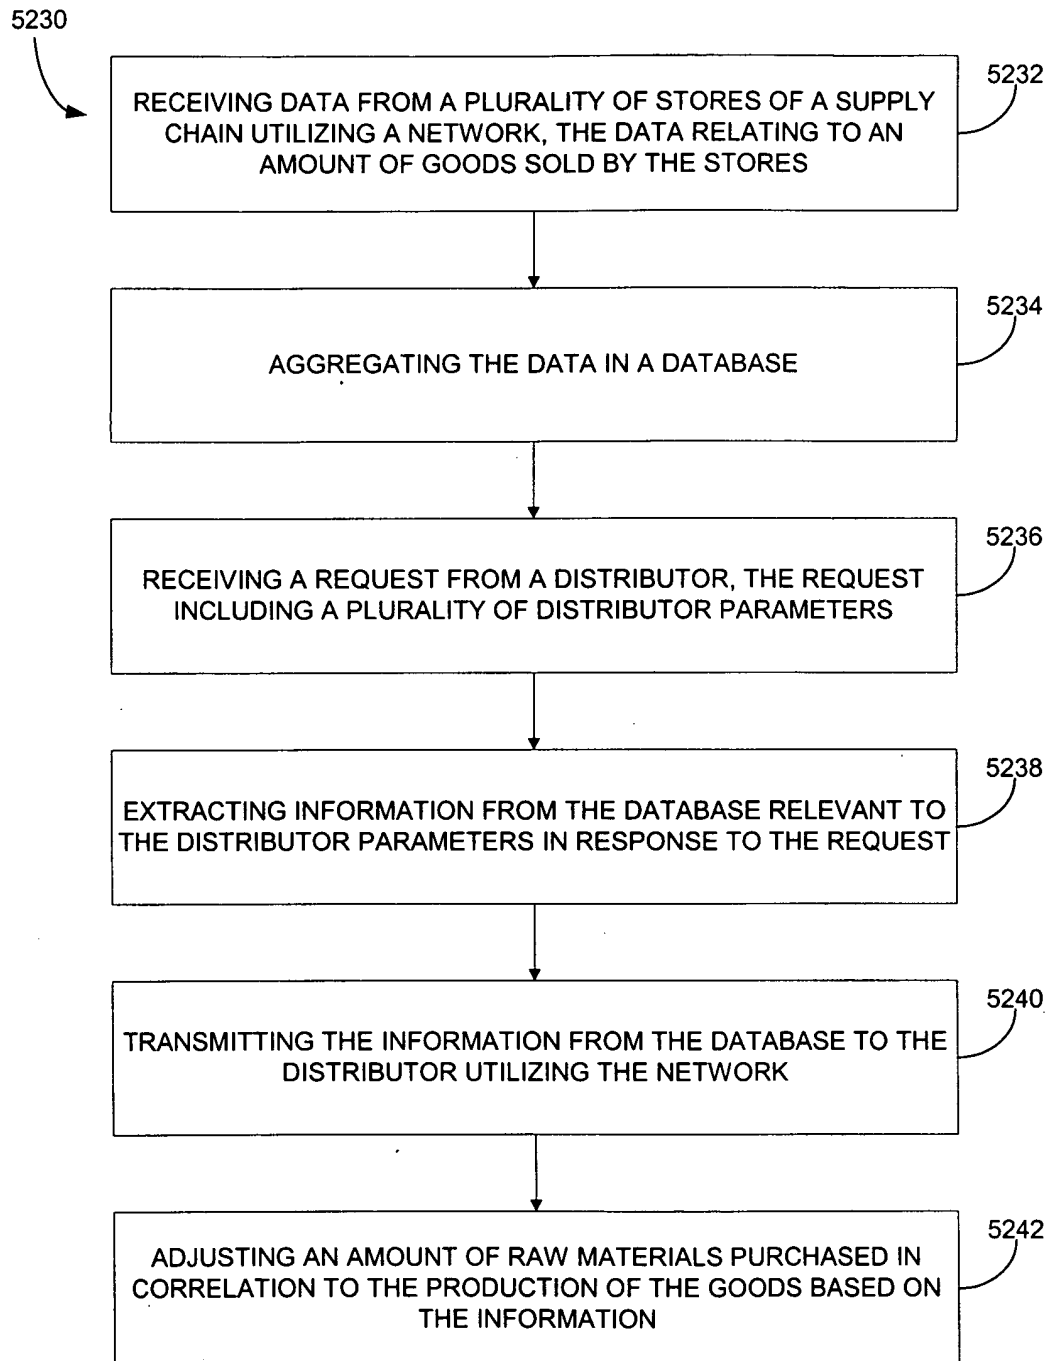 5230
5232
RECEIVING DATA FROM A PLURALITY OF STORES OF A SUPPLY
CHAIN UTILIZING A NETWORK, THE DATA RELATING TO AN
AMOUNT OF GOODS SOLD BY THE STORES
5234
AGGREGATING THE DATA IN A DATABASE
5236
RECEIVING A REQUEST FROM A DISTRIBUTOR, THE REQUEST
INCLUDING A PLURALITY OF DISTRIBUTOR PARAMETERS
5238
EXTRACTING INFORMATION FROM THE DATABASE RELEVANT TO
THE DISTRIBUTOR PARAMETERS IN RESPONSE TO THE REQUEST
5240
TRANSMITTING THE INFORMATION FROM THE DATABASE TO THE
DISTRIBUTOR UTILIZING THE NETWORK
5242
ADJUSTING AN AMOUNT OF RAW MATERIALS PURCHASED IN
CORRELATION TO THE PRODUCTION OF THE GOODS BASED ON
THE INFORMATION